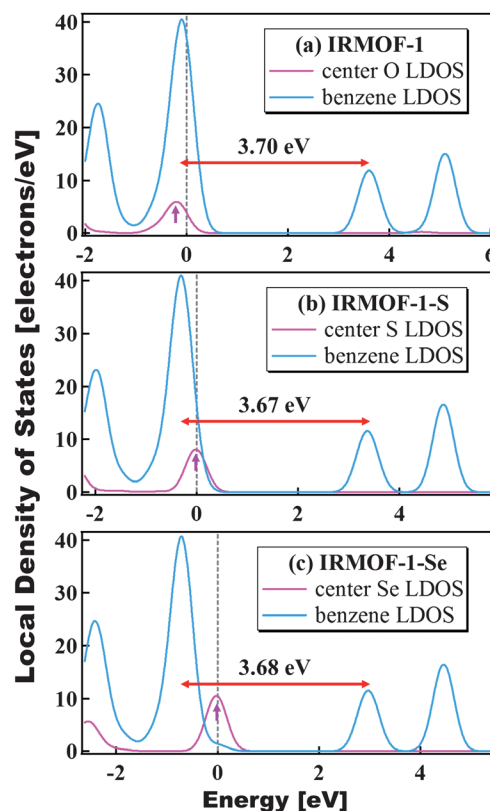 Local Density of States [electrons/eV]
(a) IRMOF-1
center O LDOS
benzene LDOS
3.70 eV
40
30
20
10
0
-2 0 2 4 6
(b) IRMOF-1-S
center S LDOS
benzene LDOS
3.67 eV
40
30
20
10
0
-2 0 2 4
(c) IRMOF-1-Se
center Se LDOS
benzene LDOS
3.68 eV
40
30
20
10
0
-2 0 2 4
Energy [eV]